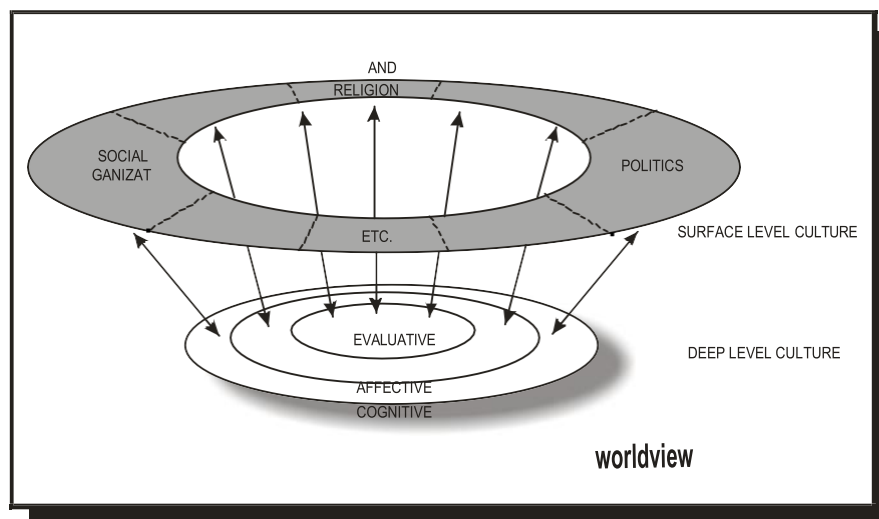 AND
RELIGION
SOCIAL
GANIZAT
POLITICS
ETC.
SURFACE LEVEL CULTURE
EVALUATIVE
DEEP LEVEL CULTURE
AFFECTIVE
COGNITIVE
worldview